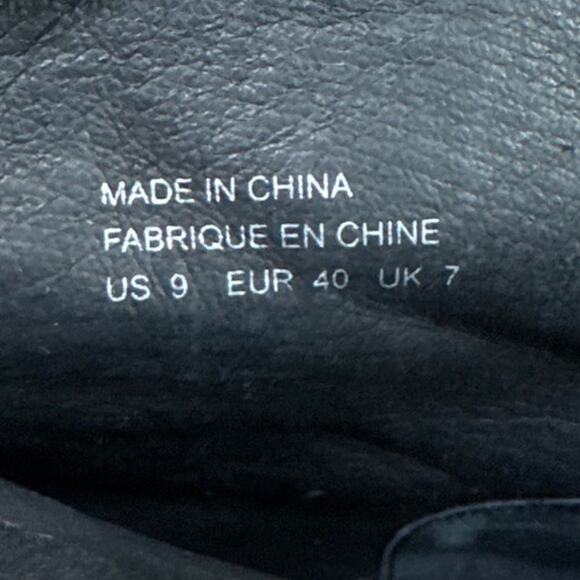 MADE IN CHINA
FABRIQUE EN CHINE
US 9 EUR 40 UK 7